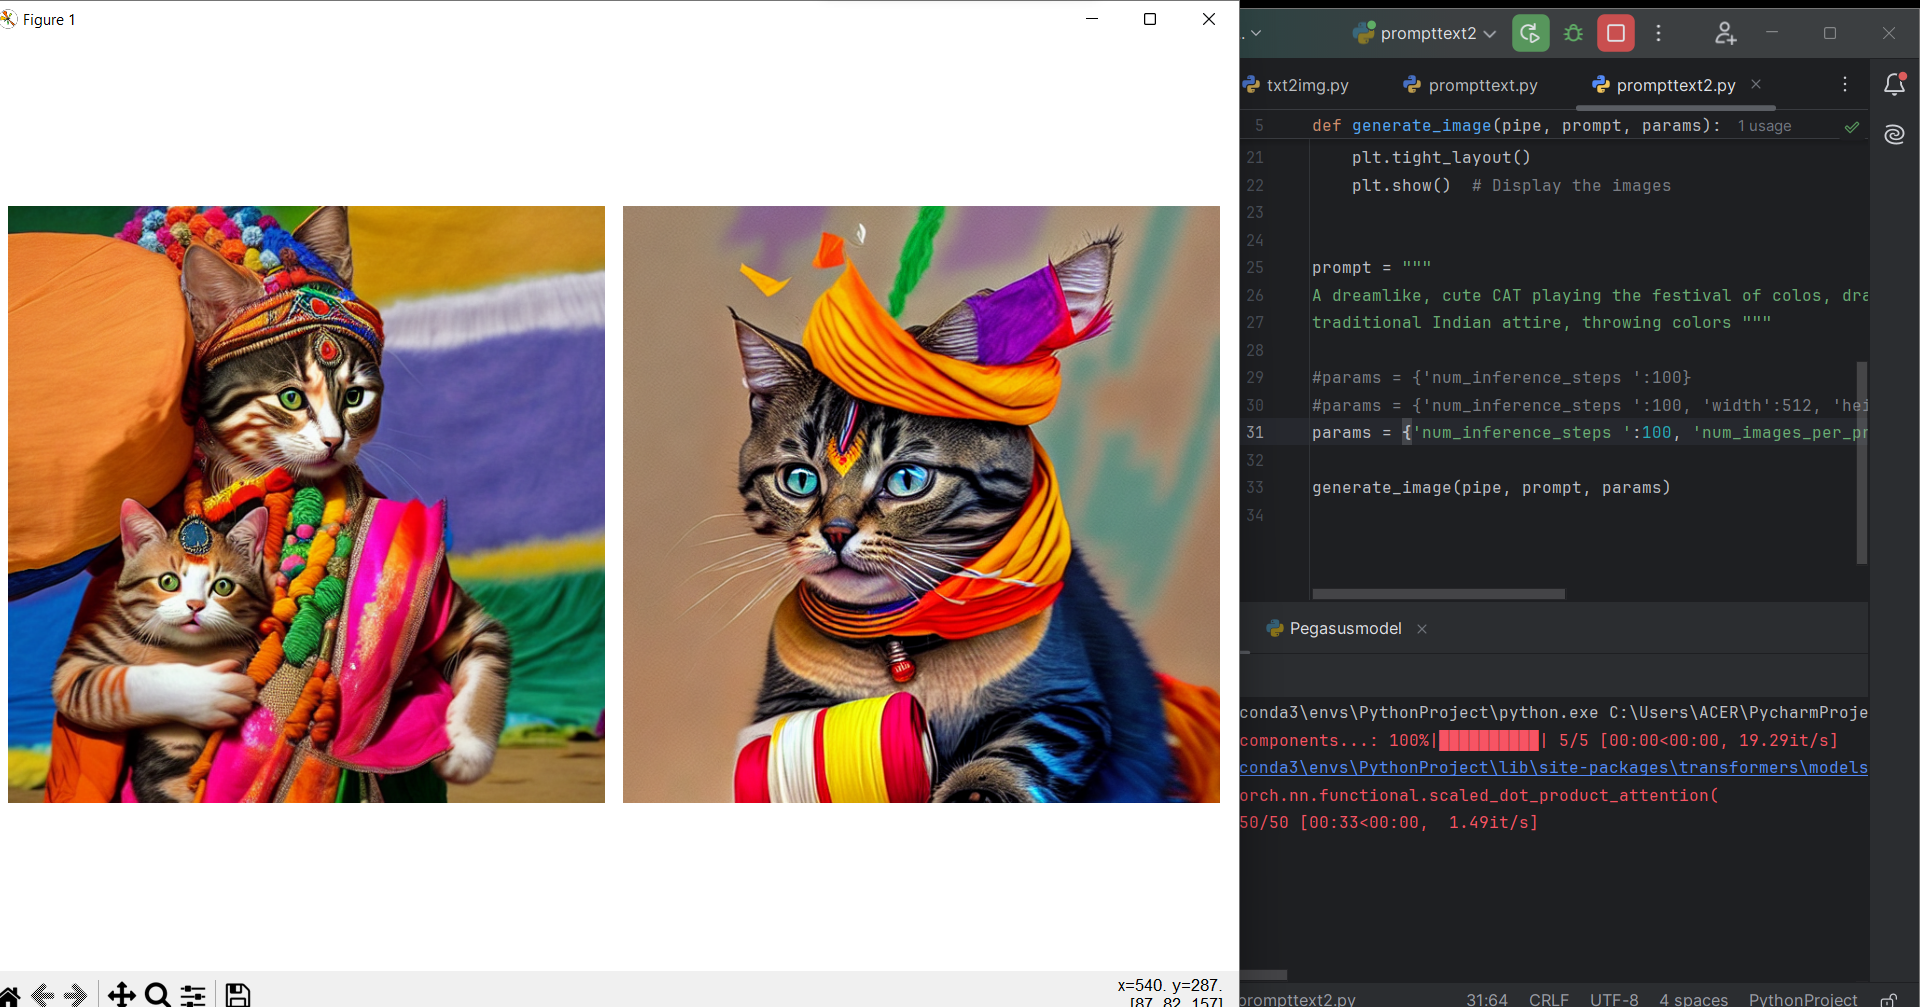 Figure 1
x=540. y=287.
[87, 82, 157]
prompttext2
txt2img.py
prompttext.py
prompttext2.py
5 def generate_image(pipe, prompt, params): 1 usage
21 plt.tight_layout()
22 plt.show() # Display the images
23
24
25 prompt = """
26 A dreamlike, cute CAT playing the festival of colos, dra
27 traditional Indian attire, throwing colors """
28
29 #params = {'num_inference_steps ':100}
30 #params = {'num_inference_steps ':100, 'width':512, 'hei
31 params = {'num_inference_steps ':100, 'num_images_per_pr
32
33 generate_image(pipe, prompt, params)
34
Pegasusmodel
conda3\envs\PythonProject\python.exe C:\Users\ACER\PycharmProje
components...: 100%|██████████| 5/5 [00:00<00:00, 19.29it/s]
conda3\envs\PythonProject\lib\site-packages\transformers\models
orch.nn.functional.scaled_dot_product_attention(
50/50 [00:33<00:00, 1.49it/s]
prompttext2.py 31:64 CRLF UTF-8 4 spaces PythonProject